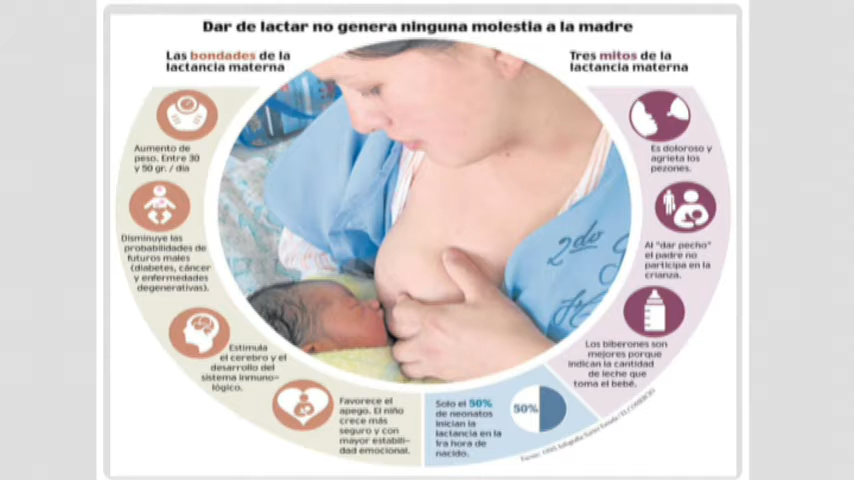 Dar de lactar no genera ninguna molestia a la madre
Las bondades de la
lactancia materna
Tres mitos de la
lactancia materna
Aumento de
peso. Entre 30
y 50 gr. / día
Disminuye las
probabilidades de
futuros males
(diabetes, cáncer
y enfermedades
degenerativas).
Estimula
el cerebro y el
desarrollo del
sistema inmuno-
lógico.
Favorece el
apego. El niño
crece más
seguro y con
mayor estabili-
dad emocional.
Solo el 50%
de neonatos
inician la
lactancia en la
1ra hora de
nacido.
50%
Es doloroso y
agrieta los
pezones.
Al "dar pecho"
el padre no
participa en la
crianza.
Los biberones son
mejores porque
indican la cantidad
de leche que
toma el bebé.
2do